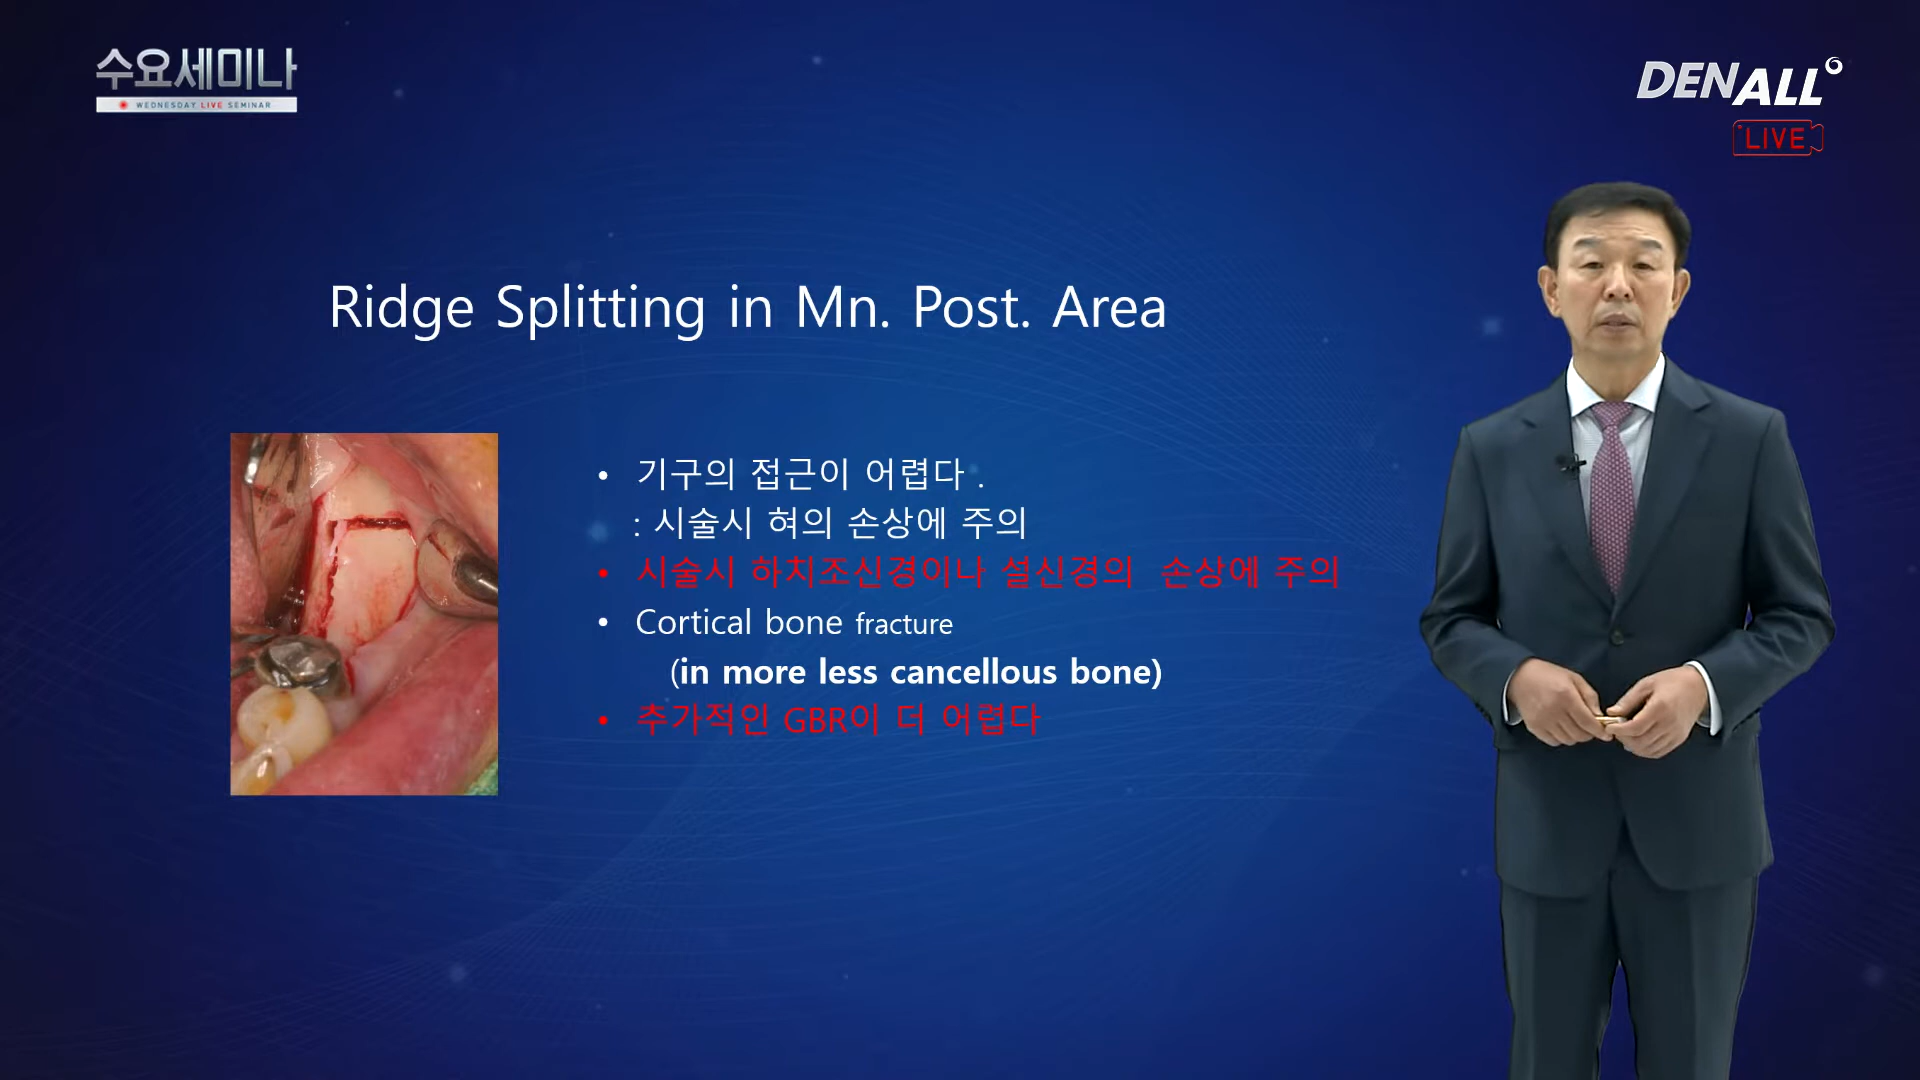 수요세미나
WEDNESDAY LIVE SEMINAR
DENALL
LIVE
Ridge Splitting in Mn. Post. Area
• 기구의 접근이 어렵다 .
: 시술시 혀의 손상에 주의
• 시술시 하치조신경이나 설신경의 손상에 주의
• Cortical bone fracture
(in more less cancellous bone)
• 추가적인 GBR이 더 어렵다